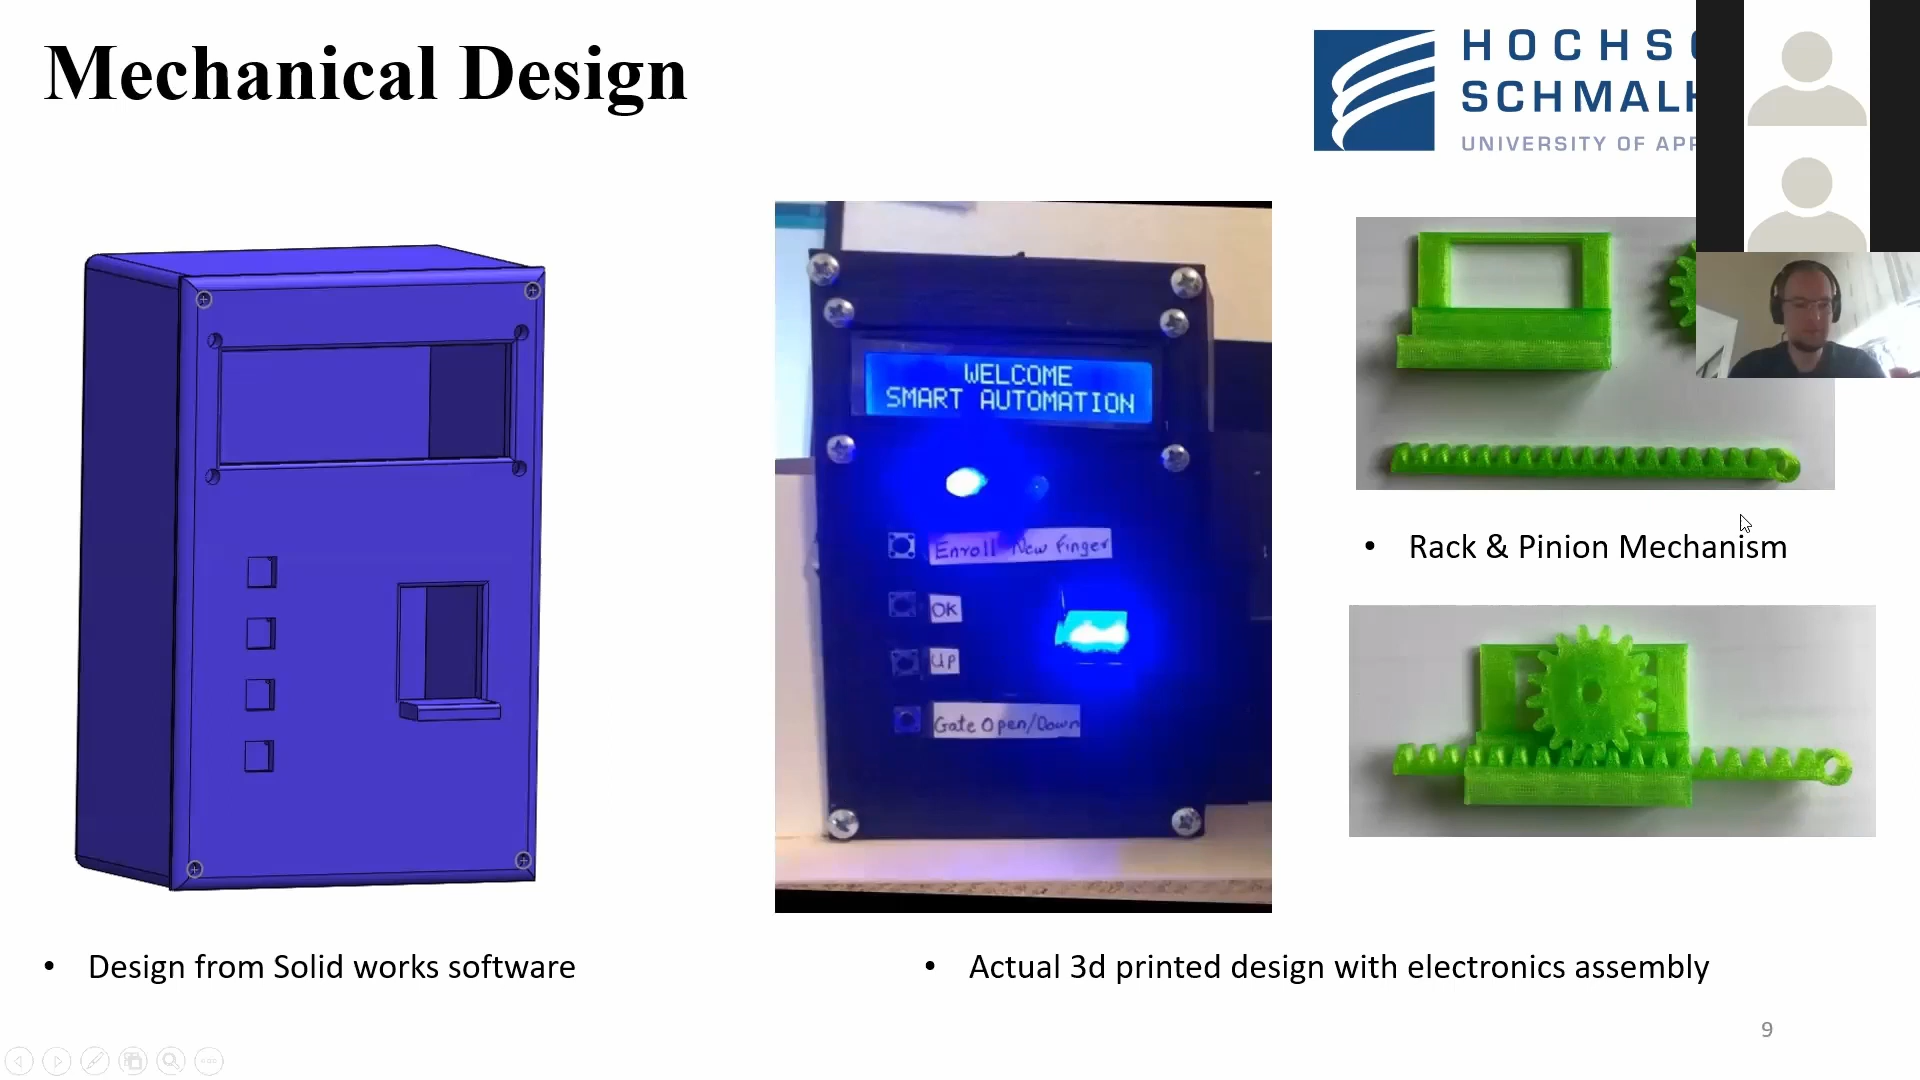 Mechanical Design
HOCHSC
SCHMALK
UNIVERSITY OF APP
WELCOME
SMART AUTOMATION
Enroll New Finger
OK
UP
Gate Open/Down
• Rack & Pinion Mechanism
• Design from Solid works software
• Actual 3d printed design with electronics assembly
9